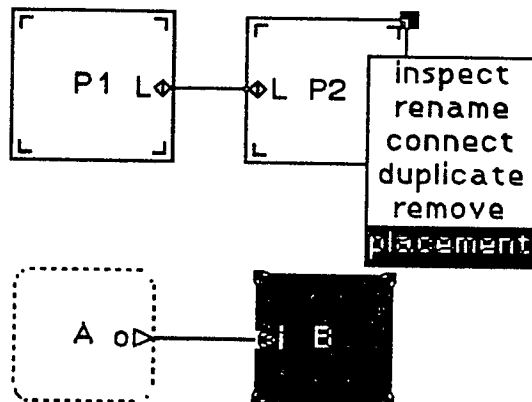 P1 L L P2
inspect
rename
connect
duplicate
remove
placement
A o I B